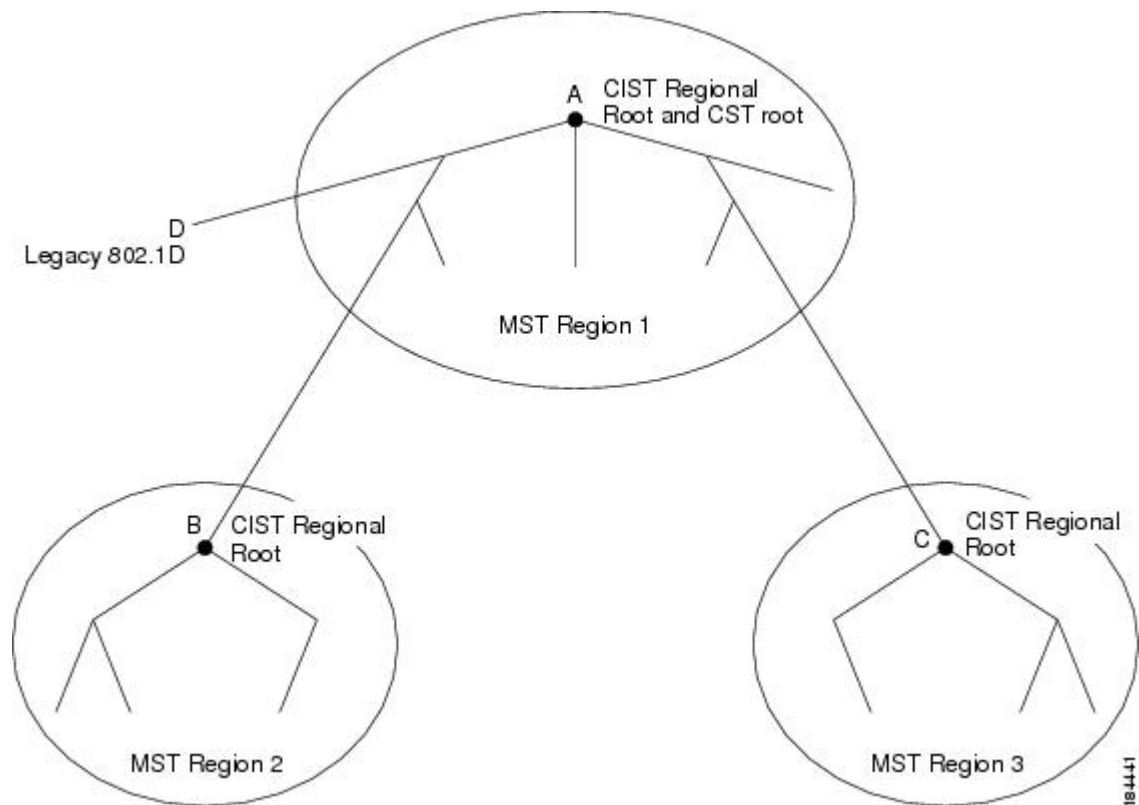 A
CIST Regional
Root and CST root
D
Legacy 802.1D
MST Region 1
B
CIST Regional
Root
C
CIST Regional
Root
MST Region 2
MST Region 3
184441